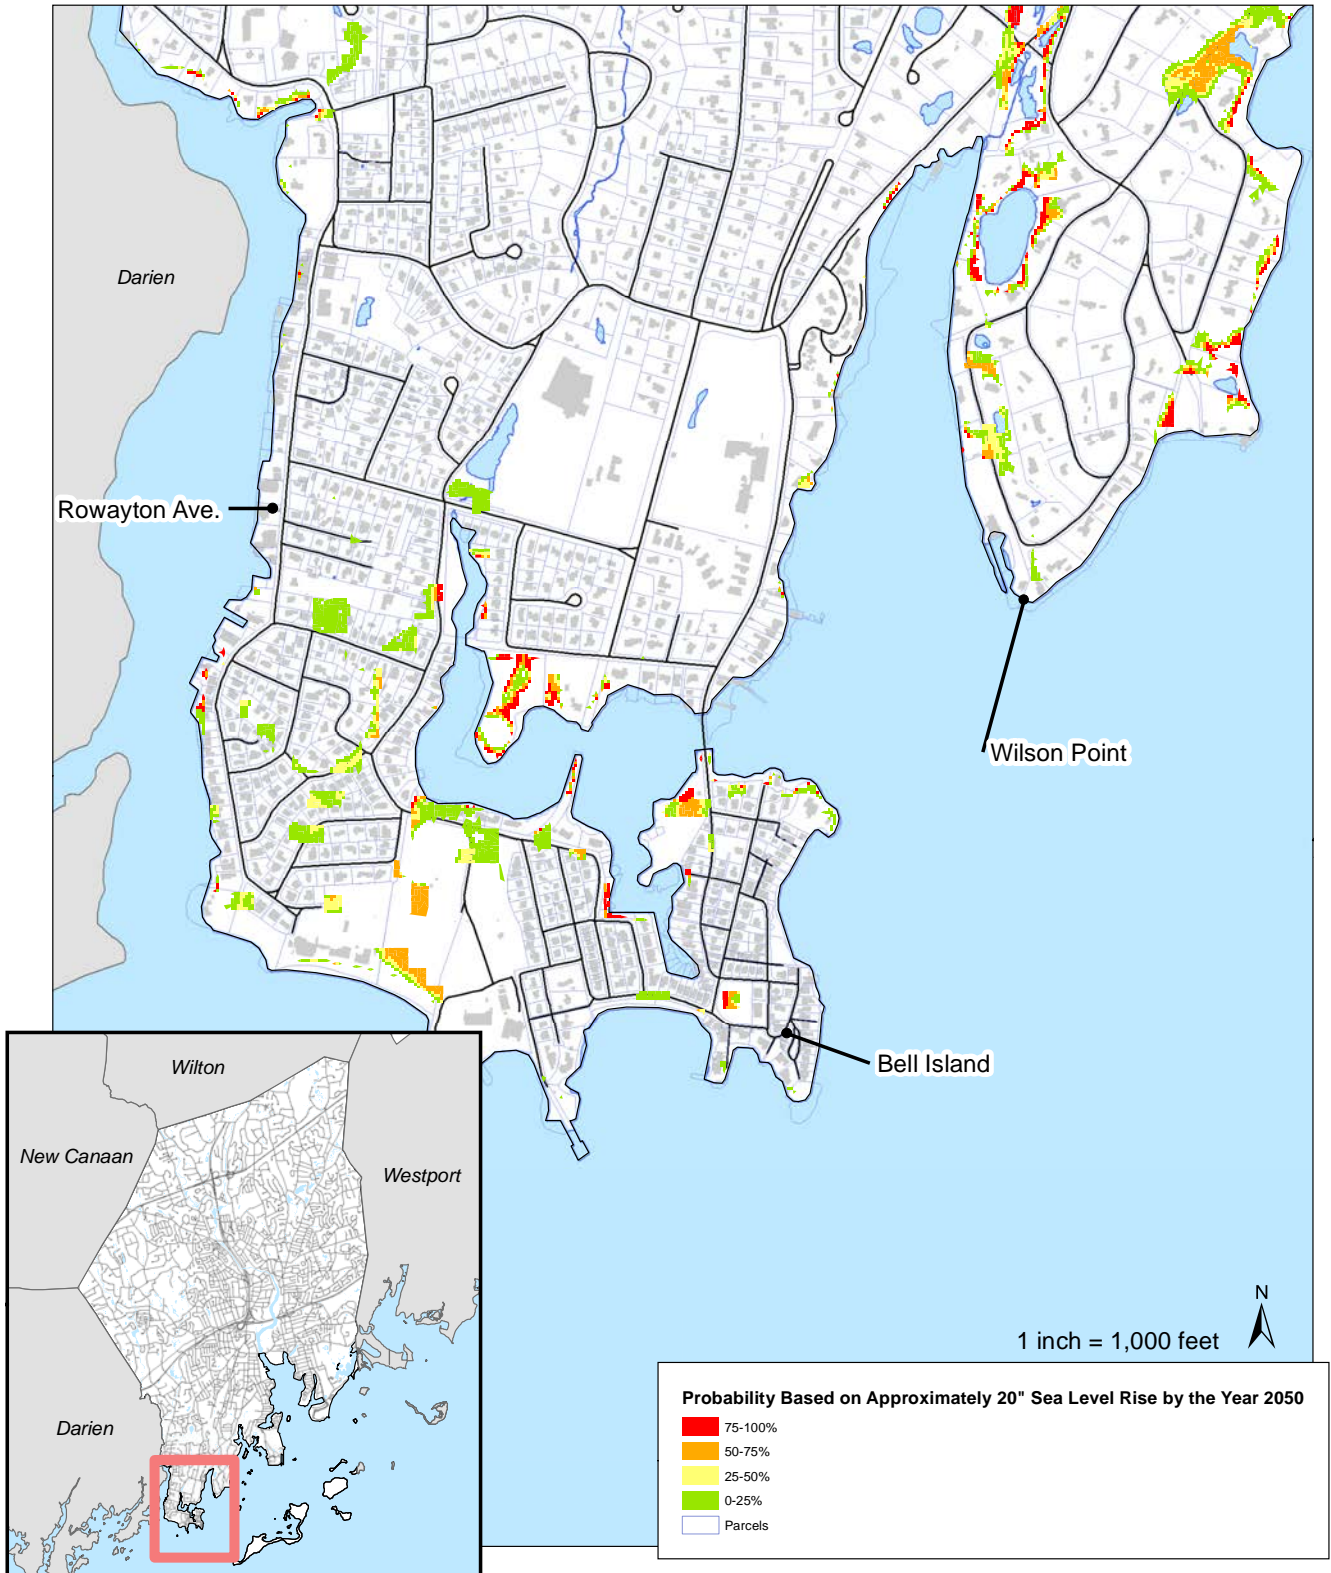 Darien
Rowayton Ave.
Wilson Point
Bell Island
Wilton
New Canaan
Westport
Darien
N
1 inch = 1,000 feet
Probability Based on Approximately 20" Sea Level Rise by the Year 2050
75-100%
50-75%
25-50%
0-25%
Parcels